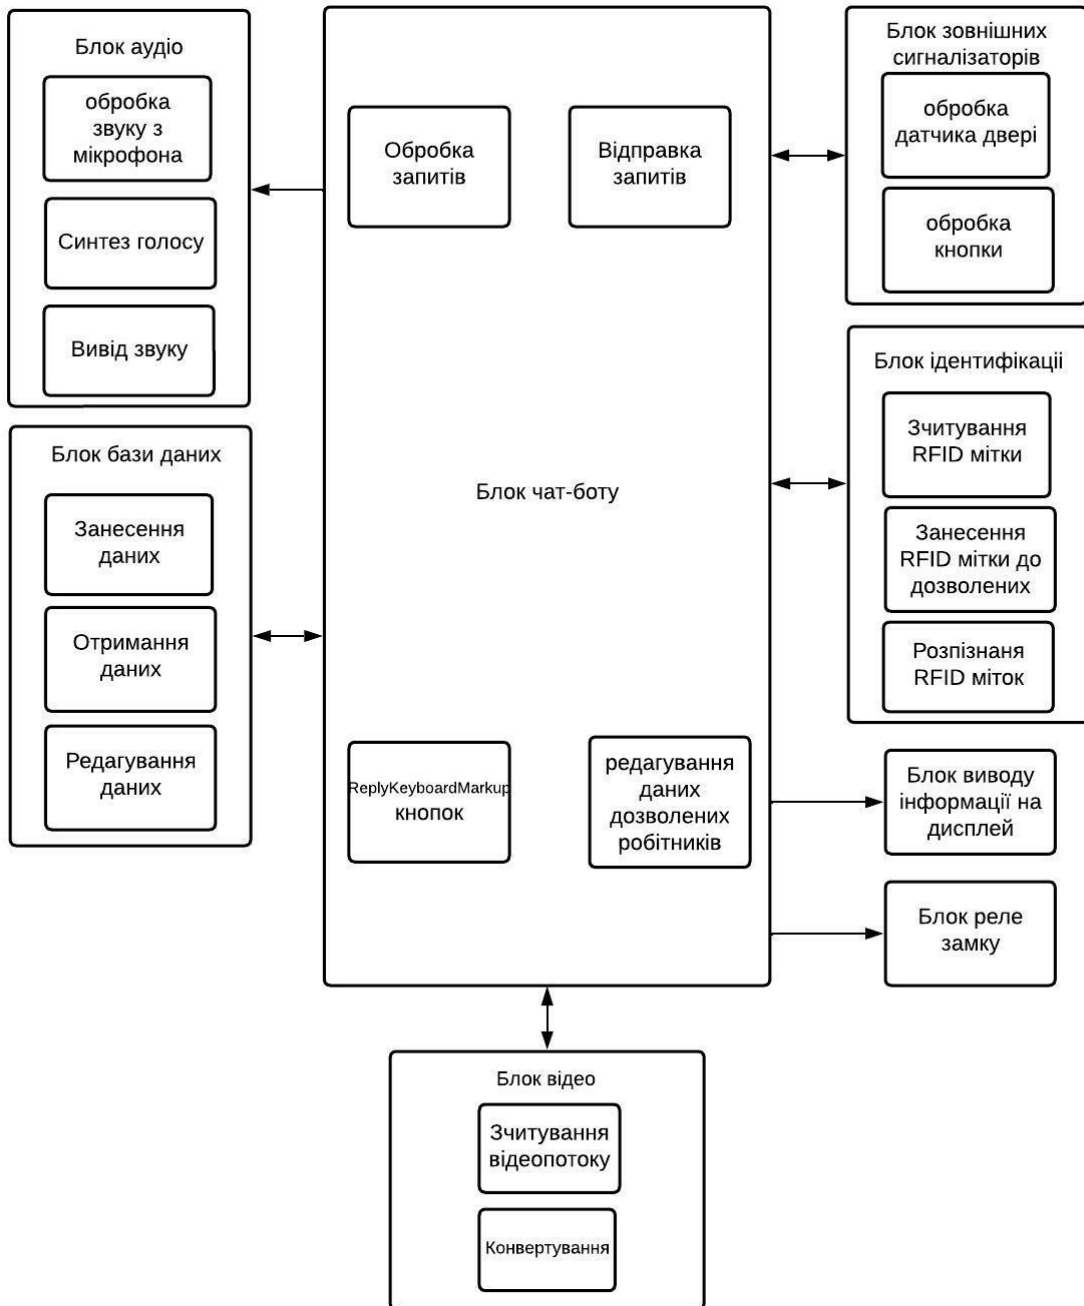 Блок аудіо
обробка
звуку з
мікрофона
Синтез голосу
Вивід звуку
Блок бази даних
Занесення
даних
Отримання
даних
Редагування
даних
Обробка
запитів
Відправка
запитів
Блок чат-боту
ReplyKeyboardMarkup
кнопок
редагування
даних
дозволених
робітників
Блок зовнішних
сигналізаторів
обробка
датчика двері
обробка
кнопки
Блок ідентифікаціі
Зчитування
RFID мітки
Занесення
RFID мітки до
дозволених
Розпізнаня
RFID міток
Блок виводу
інформації на
дисплей
Блок реле
замку
Блок відео
Зчитування
відеопотоку
Конвертування